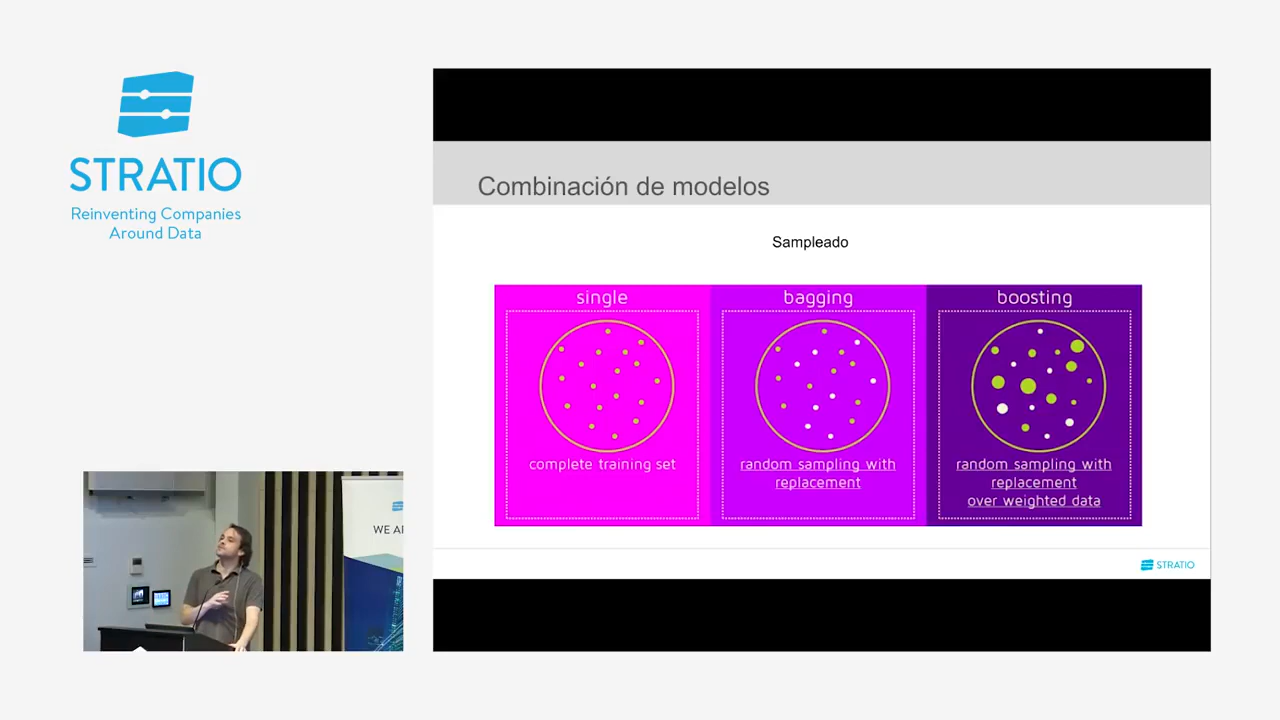 STRATIO
Reinventing Companies
Around Data
Combinación de modelos
Sampleado
single
bagging
boosting
complete training set
random sampling with
replacement
random sampling with
replacement
over weighted data
STRATIO
WE A